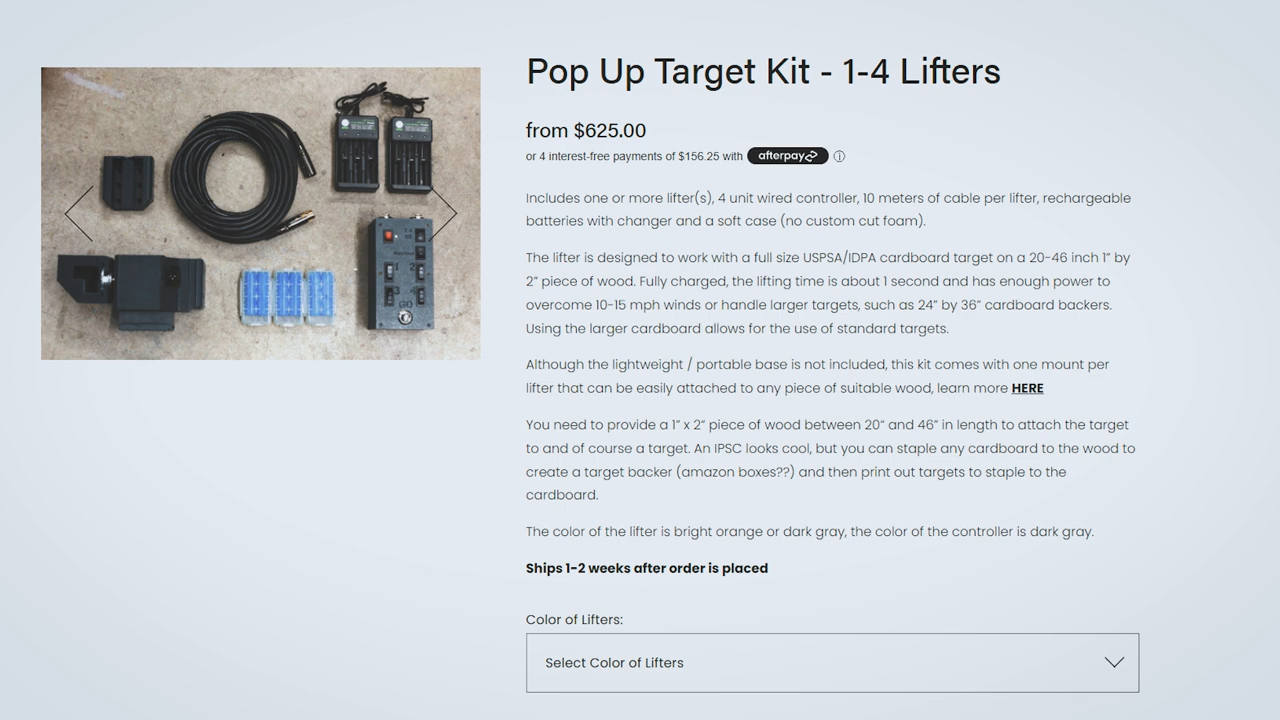 Pop Up Target Kit - 1-4 Lifters
from $625.00
or 4 interest-free payments of $156.25 with afterpay
Includes one or more lifter(s), 4 unit wired controller, 10 meters of cable per lifter, rechargeable
batteries with changer and a soft case (no custom cut foam).
The lifter is designed to work with a full size USPSA/IDPA cardboard target on a 20-46 inch 1” by
2” piece of wood. Fully charged, the lifting time is about 1 second and has enough power to
overcome 10-15 mph winds or handle larger targets, such as 24” by 36” cardboard backers.
Using the larger cardboard allows for the use of standard targets.
Although the lightweight / portable base is not included, this kit comes with one mount per
lifter that can be easily attached to any piece of suitable wood, learn more HERE
You need to provide a 1” x 2” piece of wood between 20” and 46” in length to attach the target
to and of course a target. An IPSC looks cool, but you can staple any cardboard to the wood to
create a target backer (amazon boxes??) and then print out targets to staple to the
cardboard.
The color of the lifter is bright orange or dark gray, the color of the controller is dark gray.
Ships 1-2 weeks after order is placed
Color of Lifters:
Select Color of Lifters
1
2
3
4
GO